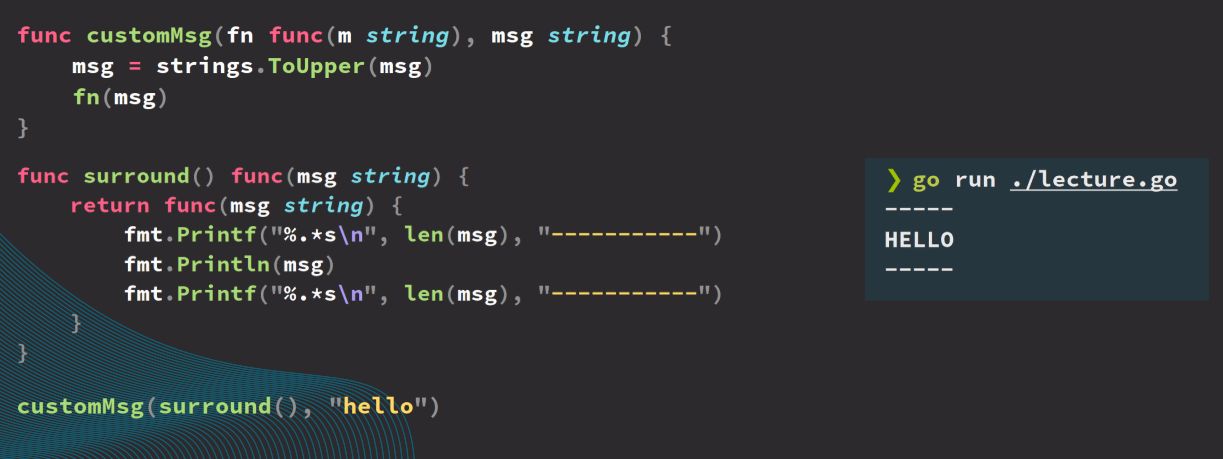 func customMsg(fn func(m string), msg string) {
    msg = strings.ToUpper(msg)
    fn(msg)
}
func surround() func(msg string) {
    return func(msg string) {
        fmt.Printf("%.*s\n", len(msg), "-----------")
        fmt.Println(msg)
        fmt.Printf("%.*s\n", len(msg), "-----------")
    }
}
customMsg(surround(), "hello")
❯ go run ./lecture.go
-----
HELLO
-----